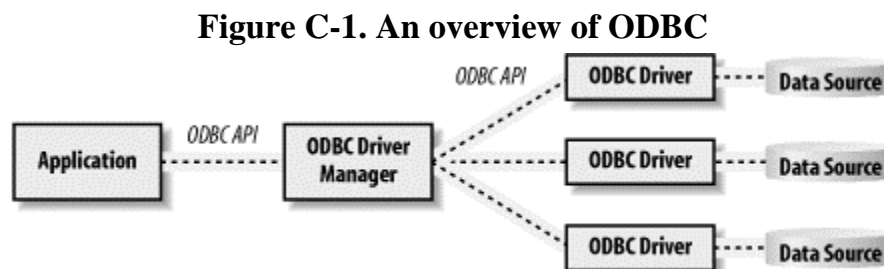 Figure C-1. An overview of ODBC
ODBC API
ODBC Driver
Data Source
ODBC API
Application
ODBC Driver
Manager
ODBC Driver
Data Source
ODBC Driver
Data Source